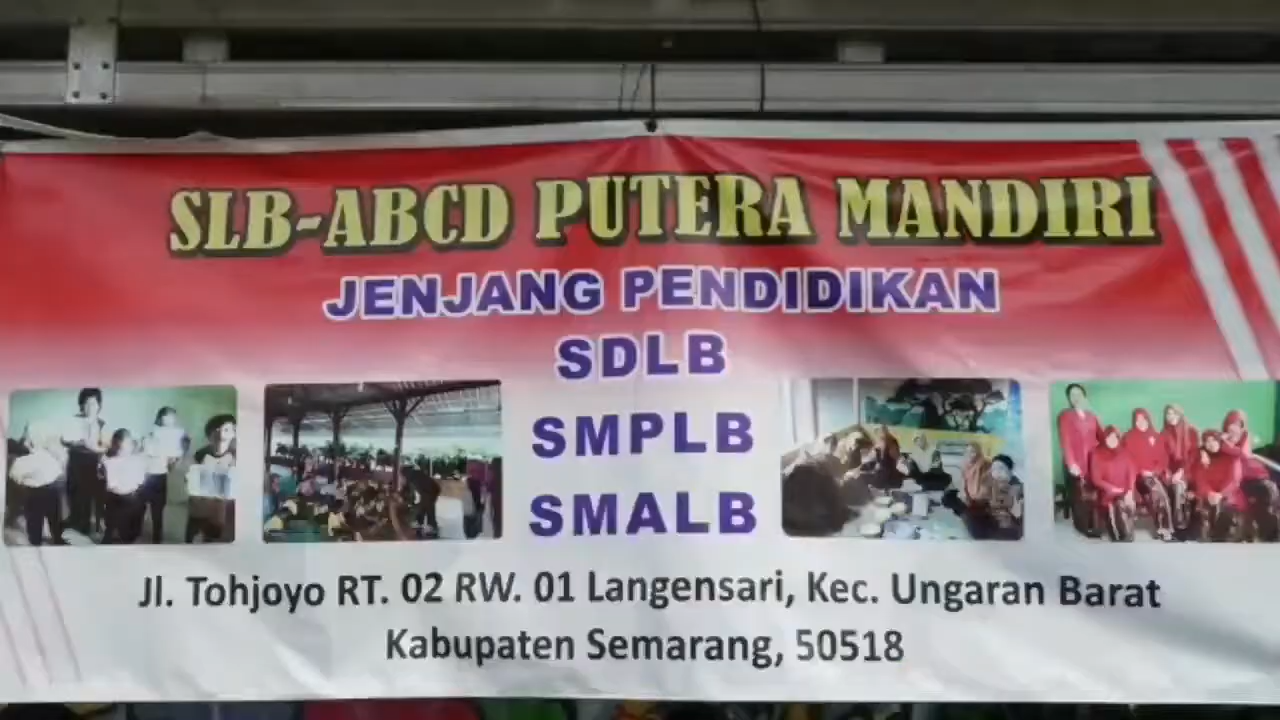 SLB-ABCD PUTERA MANDIRI
JENJANG PENDIDIKAN
SDLB
SMPLB
SMALB
Jl. Tohjoyo RT. 02 RW. 01 Langensari, Kec. Ungaran Barat
Kabupaten Semarang, 50518